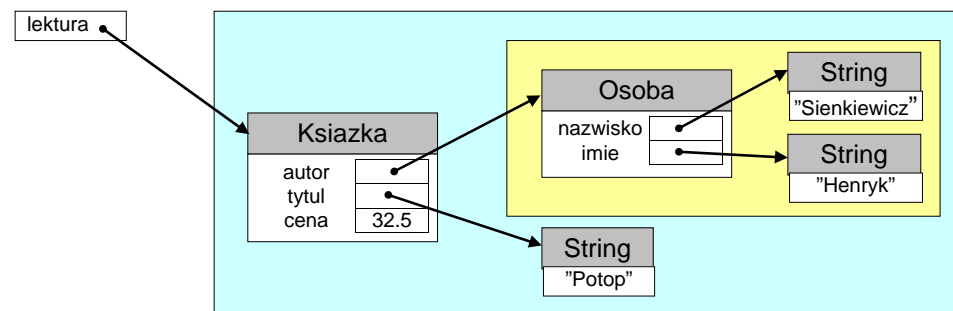 lektura
Ksiazka
autor
tytul
cena 32.5
Osoba
nazwisko
imie
String
"Sienkiewicz”
String
”Henryk”
String
”Potop”